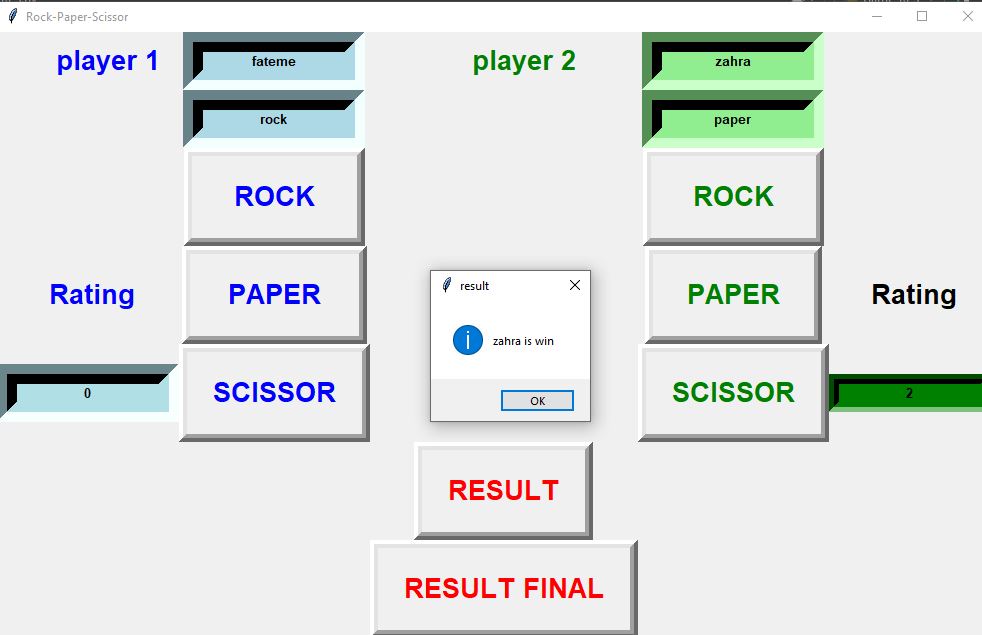 Rock-Paper-Scissor
player 1
fateme
player 2
zahra
rock
paper
ROCK
ROCK
Rating
PAPER
PAPER
Rating
result
zahra is win
OK
0
SCISSOR
SCISSOR
2
RESULT
RESULT FINAL